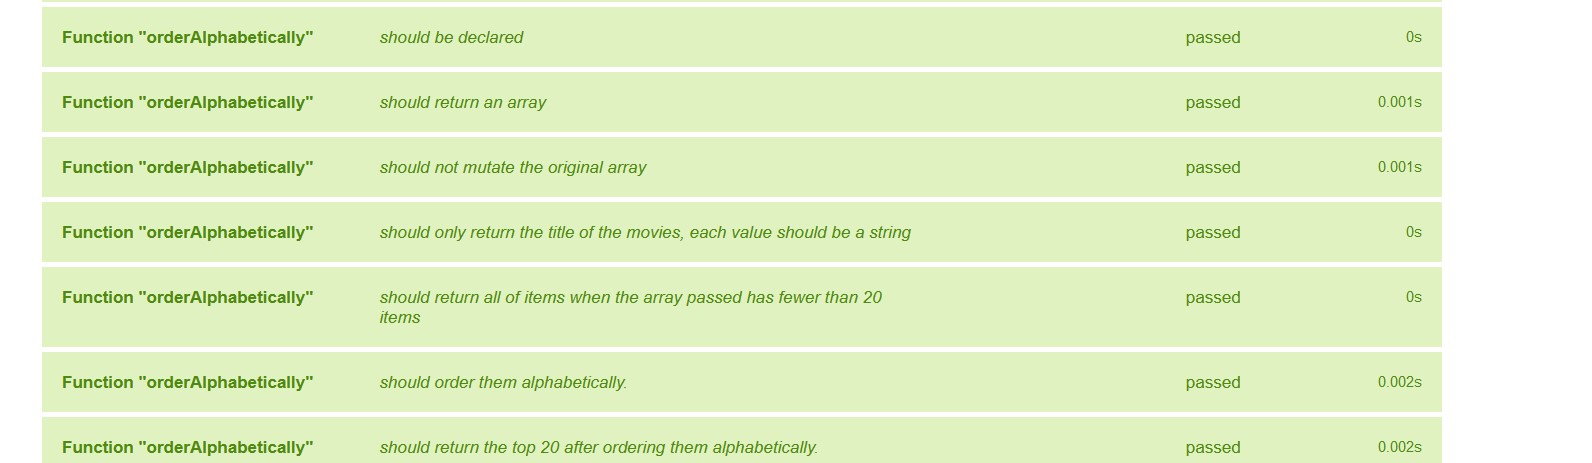 Function "orderAlphabetically" should be declared passed 0s
Function "orderAlphabetically" should return an array passed 0.001s
Function "orderAlphabetically" should not mutate the original array passed 0.001s
Function "orderAlphabetically" should only return the title of the movies, each value should be a string passed 0s
Function "orderAlphabetically" should return all of items when the array passed has fewer than 20 passed 0s
items
Function "orderAlphabetically" should order them alphabetically. passed 0.002s
Function "orderAlphabetically" should return the top 20 after ordering them alphabetically. passed 0.002s